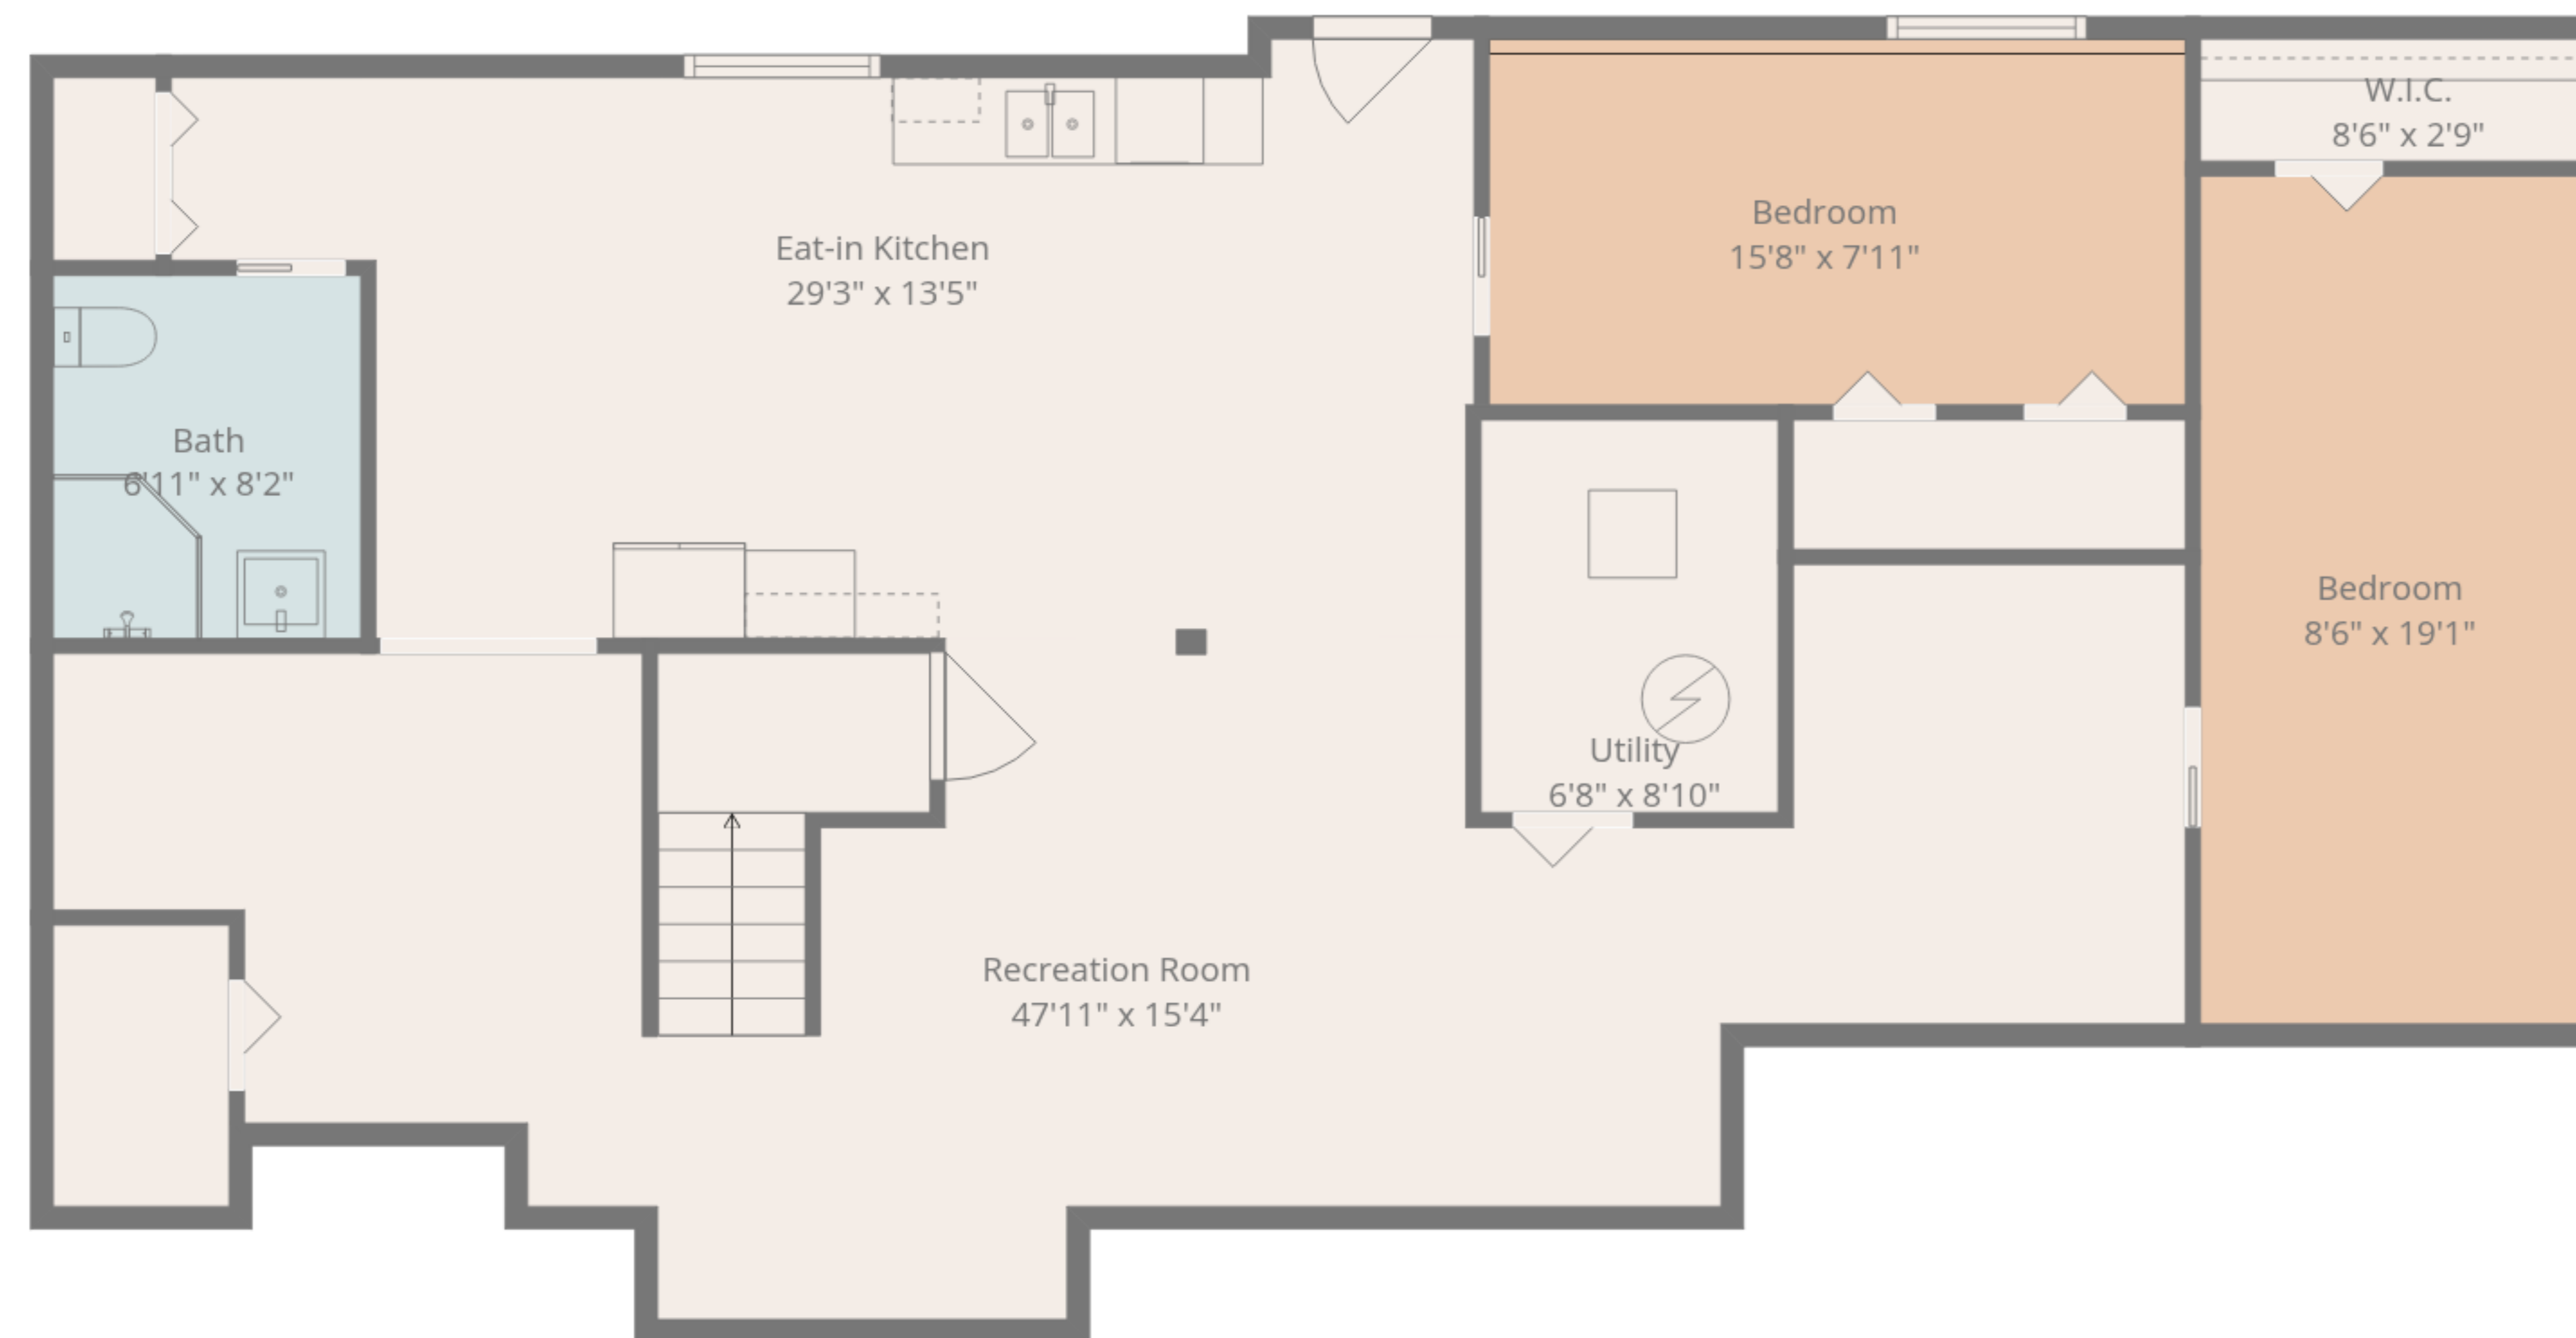 W.I.C.
8'6" x 2'9"
Bedroom
15'8" x 7'11"
Eat-in Kitchen
29'3" x 13'5"
Bath
6'11" x 8'2"
Bedroom
8'6" x 19'1"
Utility
6'8" x 8'10"
Recreation Room
47'11" x 15'4"